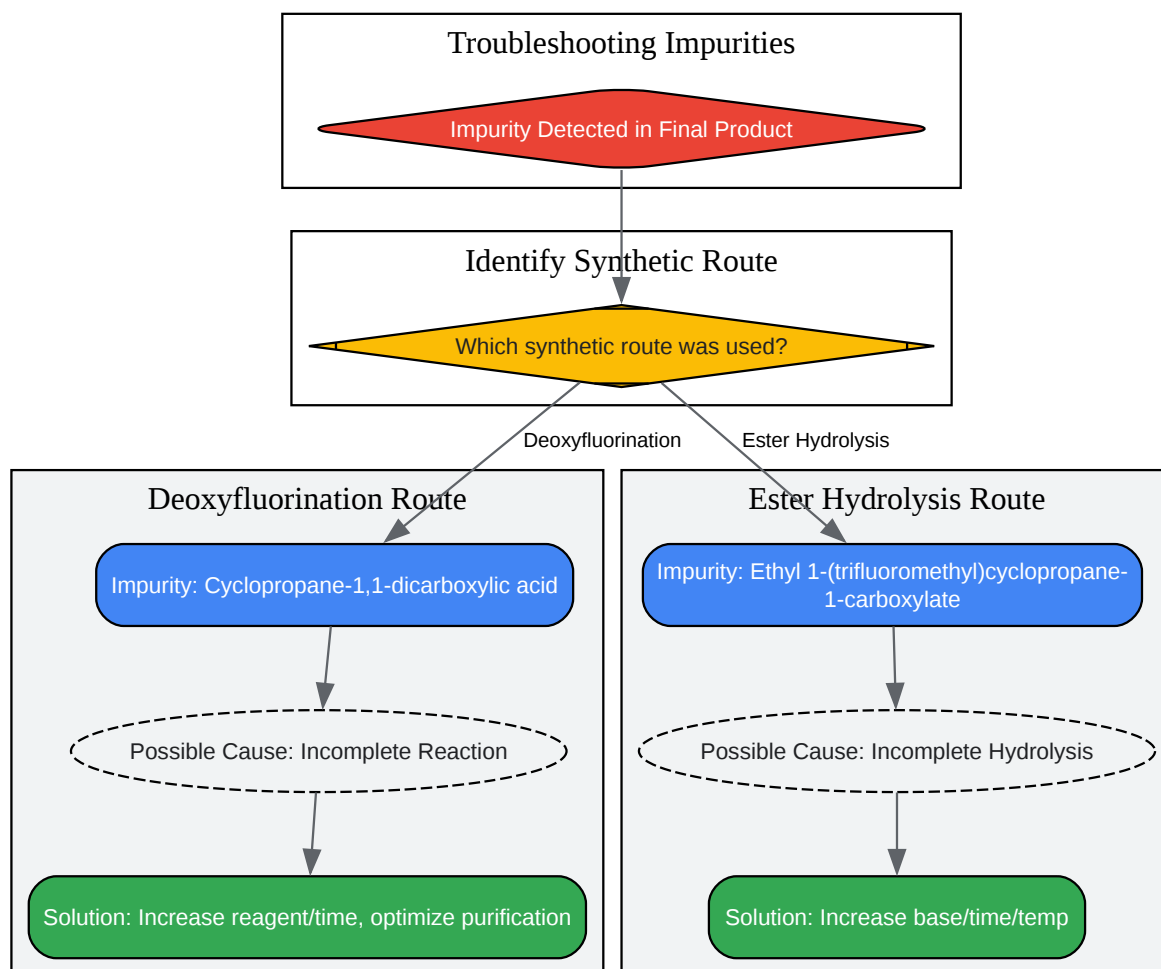 Troubleshooting Impurities
Impurity Detected in Final Product
Identify Synthetic Route
Which synthetic route was used?
Deoxyfluorination
Ester Hydrolysis
Deoxyfluorination Route
Impurity: Cyclopropane-1,1-dicarboxylic acid
Possible Cause: Incomplete Reaction
Solution: Increase reagent/time, optimize purification
Ester Hydrolysis Route
Impurity: Ethyl 1-(trifluoromethyl)cyclopropane-
1-carboxylate
Possible Cause: Incomplete Hydrolysis
Solution: Increase base/time/temp